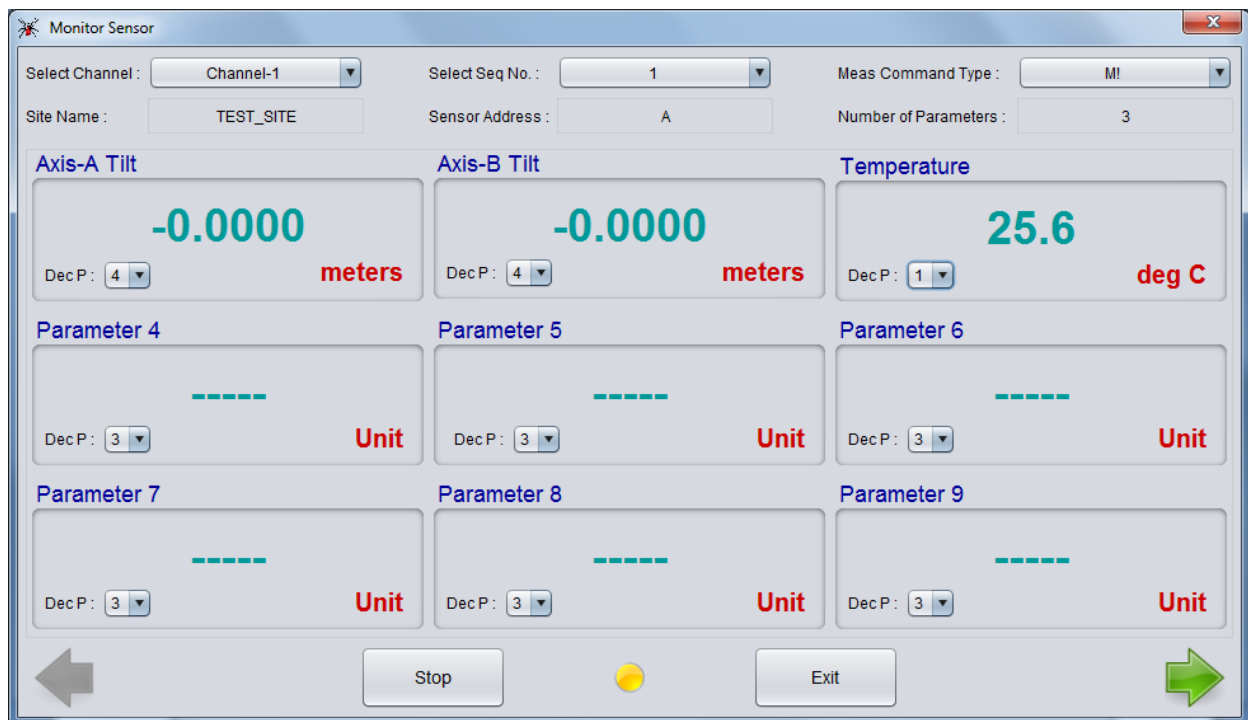 Monitor Sensor
Select Channel : Channel-1 Select Seq No. : 1 Meas Command Type : M!
Site Name : TEST_SITE Sensor Address : A Number of Parameters : 3
Axis-A Tilt Axis-B Tilt Temperature
-0.0000 -0.0000 25.6
Dec P : 4 meters Dec P : 4 meters Dec P : 1 deg C
Parameter 4 Parameter 5 Parameter 6
----- ----- -----
Dec P : 3 Unit Dec P : 3 Unit Dec P : 3 Unit
Parameter 7 Parameter 8 Parameter 9
----- ----- -----
Dec P : 3 Unit Dec P : 3 Unit Dec P : 3 Unit
Stop Exit